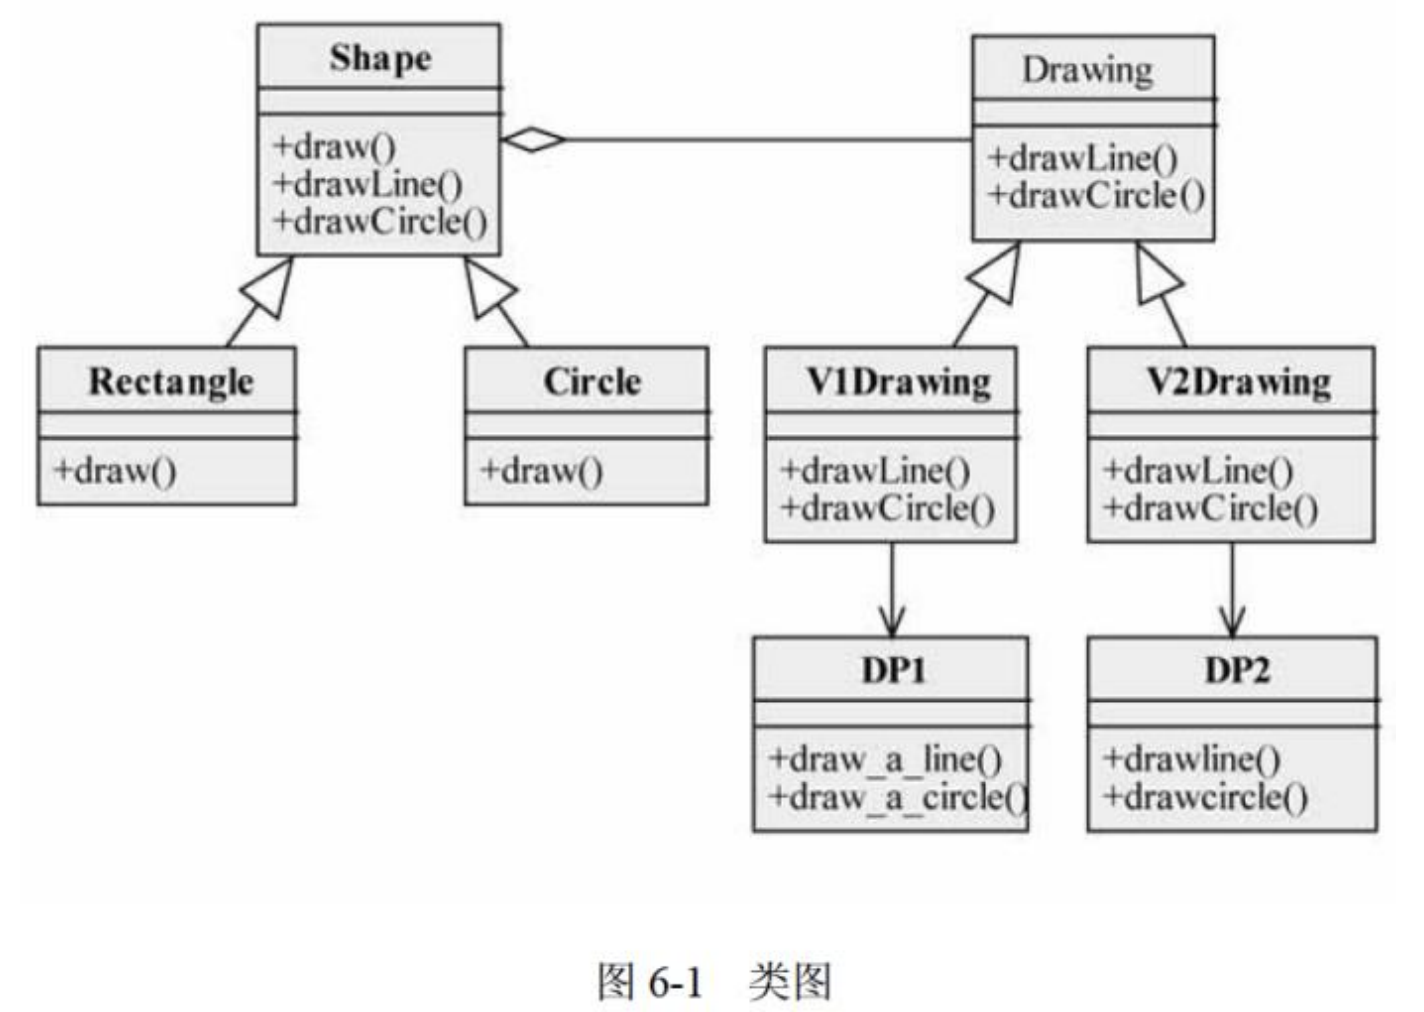 Shape
+draw()
+drawLine()
+drawCircle()
Drawing
+drawLine()
+drawCircle()
Rectangle
+draw()
Circle
+draw()
V1Drawing
+drawLine()
+drawCircle()
V2Drawing
+drawLine()
+drawCircle()
DP1
+draw_a_line()
+draw_a_circle()
DP2
+drawline()
+drawcircle()
图 6-1 类图